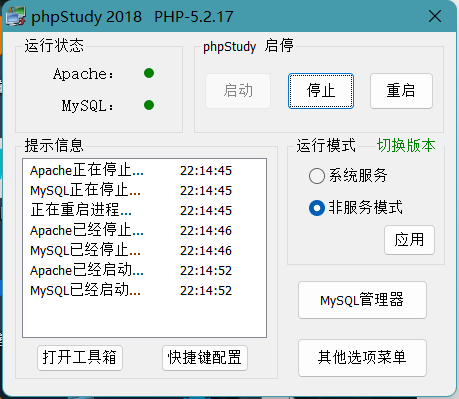 phpStudy 2018   PHP-5.2.17
运行状态
Apache：
MySQL：
phpStudy 启停
启动 停止 重启
提示信息
Apache正在停止... 22:14:45
MySQL正在停止... 22:14:45
正在重启进程... 22:14:45
Apache已经停止... 22:14:46
MySQL已经停止... 22:14:46
Apache已经启动... 22:14:52
MySQL已经启动... 22:14:52
打开工具箱 快捷键配置
运行模式 切换版本
系统服务
非服务模式
应用
MySQL管理器
其他选项菜单